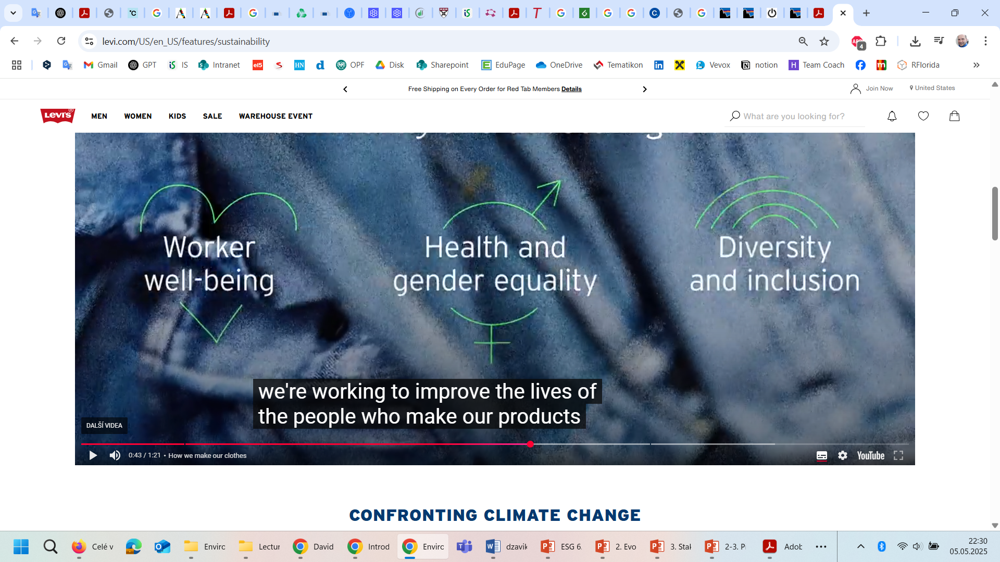 levi.com/US/en_US/features/sustainability
4
Gmail GPT IS Intranet OPF Disk Sharepoint EduPage OneDrive Tematikon Vevox notion Team Coach RFlorida
Free Shipping on Every Order for Red Tab Members Details
Join Now United States
LEVI'S MEN WOMEN KIDS SALE WAREHOUSE EVENT
What are you looking for?
Worker Health and Diversity
well-being gender equality and inclusion
we're working to improve the lives of
the people who make our products
DALŠÍ VIDEA
0:43 / 1:21 • How we make our clothes YouTube
CONFRONTING CLIMATE CHANGE
Celé v Enviro Lectur David Introd Enviro dzavik ESG 6. 2. Evo 3. Stak 2-3. P Adob
22:30
05.05.2025